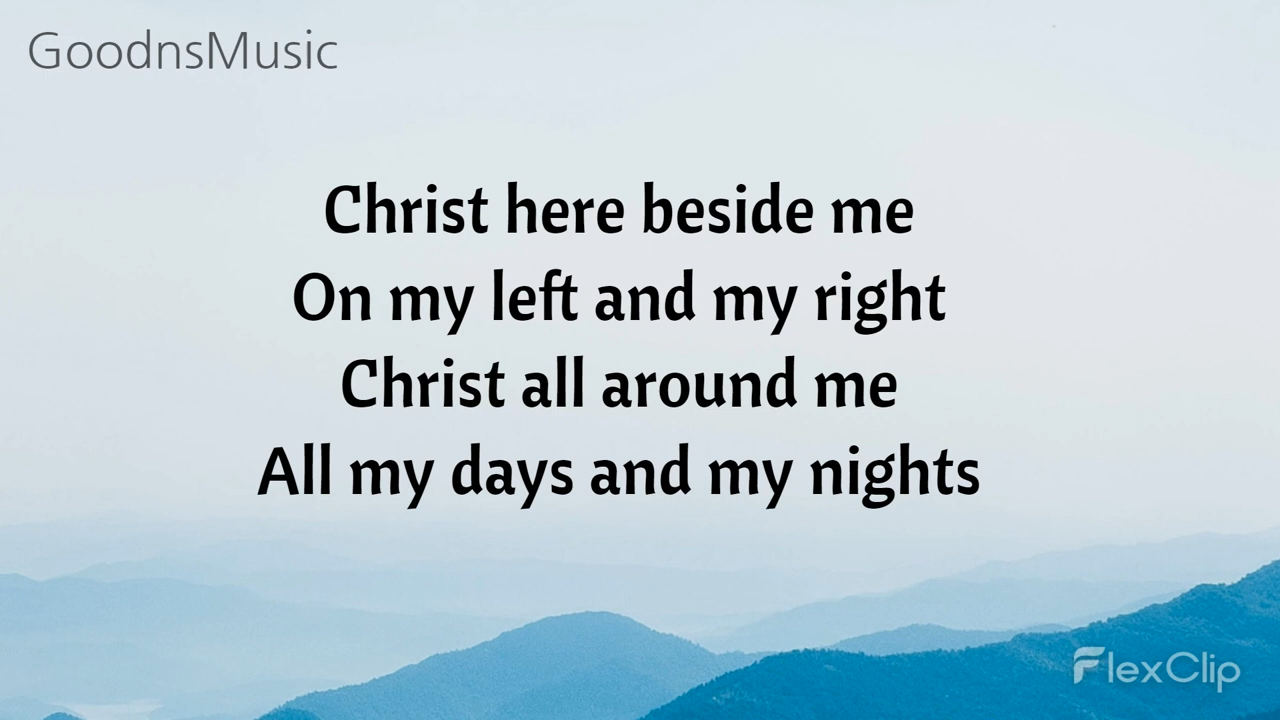 GoodnsMusic
Christ here beside me
On my left and my right
Christ all around me
All my days and my nights
FlexClip